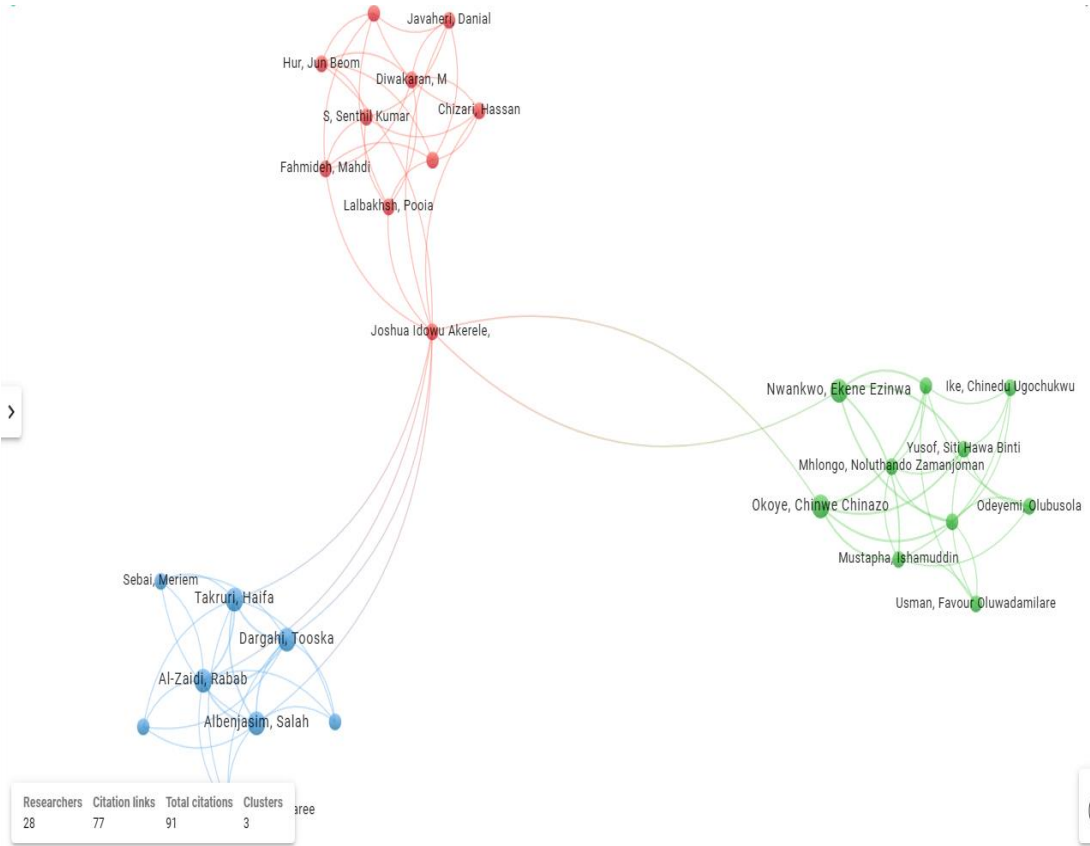 Javaheri, Danial
Hur, Jun Beom
Diwakaran, M
Chizari, Hassan
S, Senthil Kumar
Fahmideh, Mahdi
Lalbakhsh, Pooia
Joshua Idowu Akerele,
Nwankwo, Ekene Ezinwa
Ike, Chinedu Ugochukwu
Yusof, Siti Hawa Binti
Mhlongo, Noluthando Zamanjoman
Okoye, Chinwe Chinazo
Odeyemi, Olubusola
Mustapha, Ishamuddin
Usman, Favour Oluwadamilare
Sebai, Meriem
Takruri, Haifa
Dargahi, Tooska
Al-Zaidi, Rabab
Albenjasim, Salah
aree
Researchers Citation links Total citations Clusters
28 77 91 3